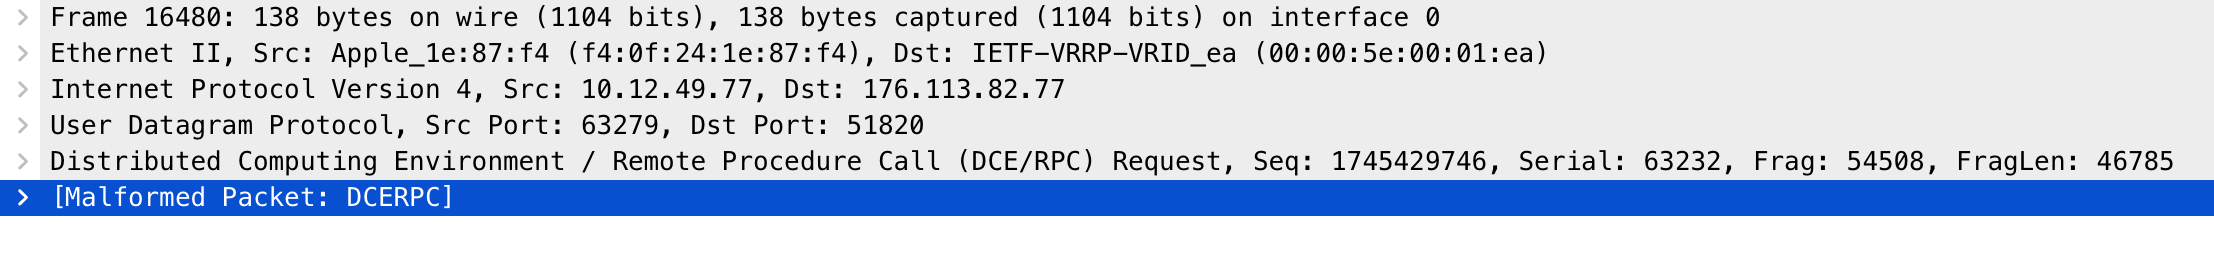 Frame 16480: 138 bytes on wire (1104 bits), 138 bytes captured (1104 bits) on interface 0
Ethernet II, Src: Apple_1e:87:f4 (f4:0f:24:1e:87:f4), Dst: IETF-VRRP-VRID_ea (00:00:5e:00:01:ea)
Internet Protocol Version 4, Src: 10.12.49.77, Dst: 176.113.82.77
User Datagram Protocol, Src Port: 63279, Dst Port: 51820
Distributed Computing Environment / Remote Procedure Call (DCE/RPC) Request, Seq: 1745429746, Serial: 63232, Frag: 54508, FragLen: 46785
[Malformed Packet: DCERPC]